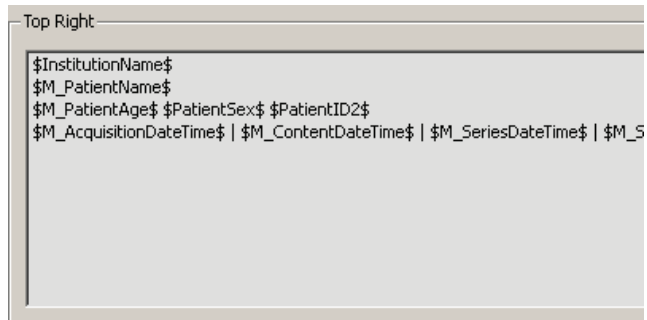 Top Right
$InstitutionName$
$M_PatientName$
$M_PatientAge$ $PatientSex$ $PatientID2$
$M_AcquisitionDateTime$ | $M_ContentDateTime$ | $M_SeriesDateTime$ | $M_S